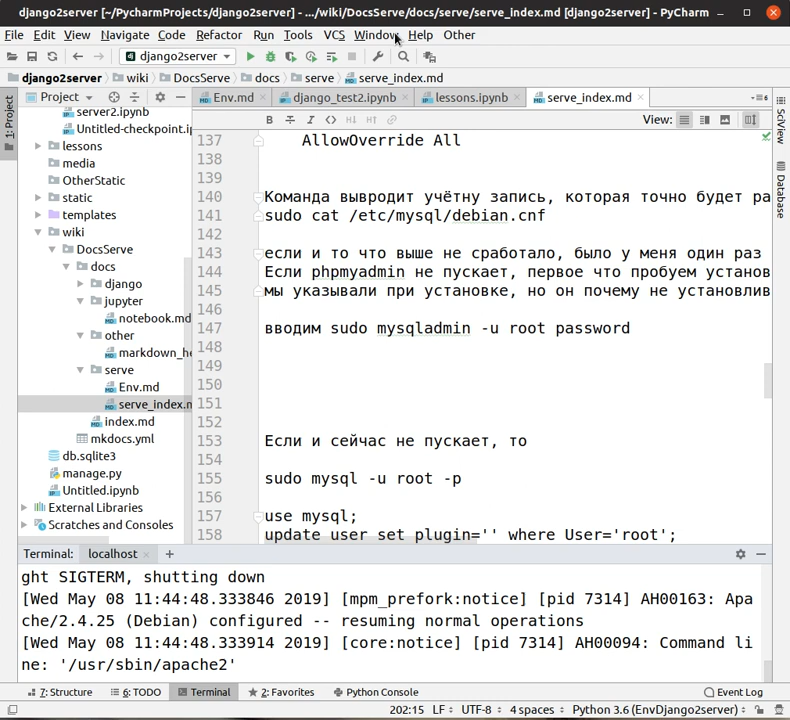 django2server [~/PycharmProjects/django2server] - .../wiki/DocsServe/docs/serve/serve_index.md [django2server] - PyCharm
File Edit View Navigate Code Refactor Run Tools VCS Window Help Other
django2server
django2server wiki DocsServe docs serve serve_index.md
Project Env.md django_test2.ipynb lessons.ipynb serve_index.md
View:
1: Project
SciView
Database
server2.ipynb
Untitled-checkpoint.ip
lessons
media
OtherStatic
static
templates
wiki
DocsServe
docs
django
jupyter
notebook.md
other
markdown_he
serve
Env.md
serve_index.m
index.md
mkdocs.yml
db.sqlite3
manage.py
Untitled.ipynb
External Libraries
Scratches and Consoles
137 AllowOverride All
138
139
140 Команда вывродит учётну запись, которая точно будет ра
141 sudo cat /etc/mysql/debian.cnf
142
143 если и то что выше не сработало, было у меня один раз
144 Если phpmyadmin не пускает, первое что пробуем установ
145 мы указывали при установке, но он почему не установлив
146
147 вводим sudo mysqladmin -u root password
148
149
150
151
152
153 Если и сейчас не пускает, то
154
155 sudo mysql -u root -p
156
157 use mysql;
158 update user set plugin='' where User='root';
Terminal: localhost
ght SIGTERM, shutting down
[Wed May 08 11:44:48.333846 2019] [mpm_prefork:notice] [pid 7314] AH00163: Apa
che/2.4.25 (Debian) configured -- resuming normal operations
[Wed May 08 11:44:48.333914 2019] [core:notice] [pid 7314] AH00094: Command li
ne: '/usr/sbin/apache2'
7: Structure 6: TODO Terminal 2: Favorites Python Console Event Log
202:15 LF UTF-8 4 spaces Python 3.6 (EnvDjango2server)